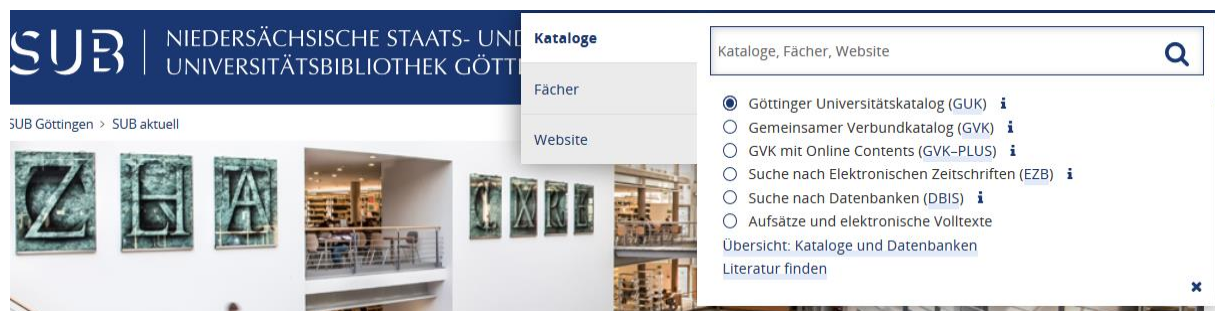 SUB
NIEDERSÄCHSISCHE STAATS- UND
UNIVERSITÄTSBIBLIOTHEK GÖTTI
SUB Göttingen > SUB aktuell
Z H A
C X R E
Kataloge
Fächer
Website
Kataloge, Fächer, Website
Göttinger Universitätskatalog (GUK) i
Gemeinsamer Verbundkatalog (GVK) i
GVK mit Online Contents (GVK–PLUS) i
Suche nach Elektronischen Zeitschriften (EZB) i
Suche nach Datenbanken (DBIS) i
Aufsätze und elektronische Volltexte
Übersicht: Kataloge und Datenbanken
Literatur finden